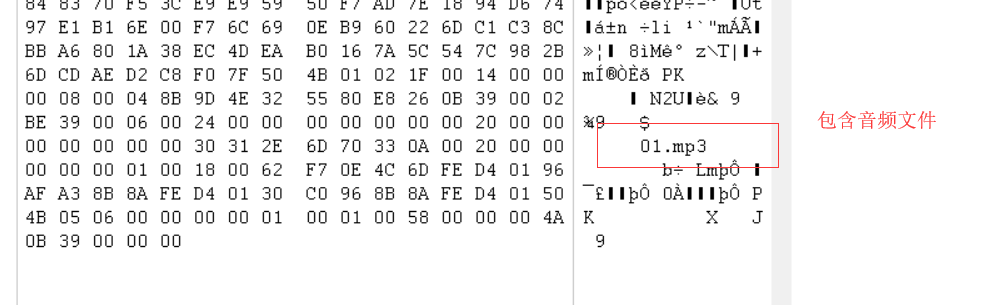 84 83 70 F5 3C E9 E9 59 50 F7 AD 7E 18 94 D6 74
97 E1 B1 6E 00 F7 6C 69 0E B9 60 22 6D C1 C3 8C ▌á±n ÷li ¹`"mÁÃ▌
BB A6 80 1A 38 EC 4D EA B0 16 7A 5C 54 7C 98 2B »¦▌ 8ìMê° z\T|▌+
6D CD AE D2 C8 F0 7F 50 4B 01 02 1F 00 14 00 00 mÍ®ÒÈð PK
00 08 00 04 8B 9D 4E 32 55 80 E8 26 0B 39 00 02 ▌ N2U▌è& 9
BE 39 00 06 00 24 00 00 00 00 00 00 00 20 00 00 ¾9 $
00 00 00 00 00 30 31 2E 6D 70 33 0A 00 20 00 00 01.mp3
00 00 00 01 00 18 00 62 F7 0E 4C 6D FE D4 01 96 b÷ LmþÔ ▌
AF A3 8B 8A FE D4 01 30 C0 96 8B 8A FE D4 01 50 ¯£▌▌þÔ 0À▌▌▌þÔ P
4B 05 06 00 00 00 00 01 00 01 00 58 00 00 00 4A K X J
0B 39 00 00 00 9
包含音频文件